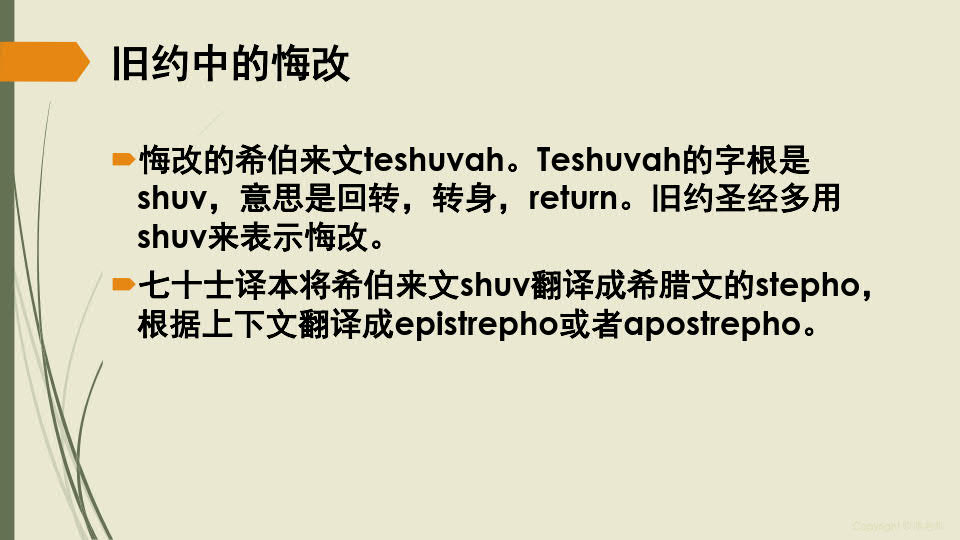 旧约中的悔改
悔改的希伯来文teshuvah。Teshuvah的字根是
shuv，意思是回转，转身，return。旧约圣经多用
shuv来表示悔改。
七十士译本将希伯来文shuv翻译成希腊文的stepho，
根据上下文翻译成epistrepho或者apostrepho。
Copyright